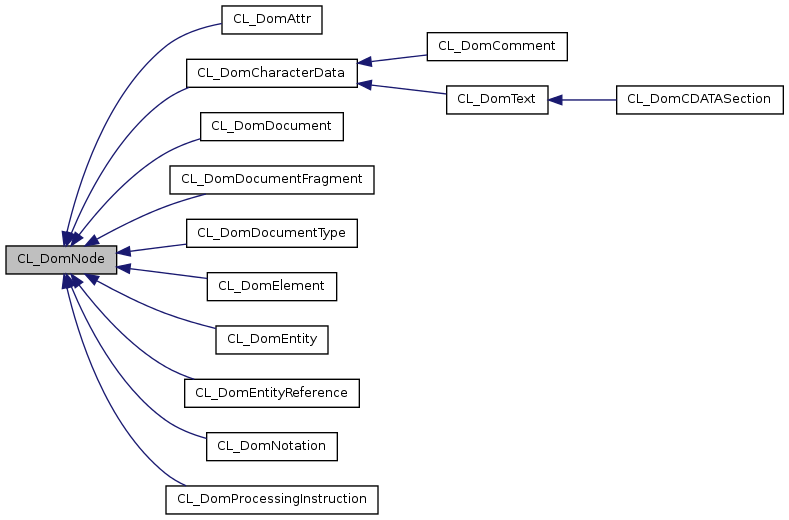 CL_DomAttr
CL_DomComment
CL_DomCharacterData
CL_DomText
CL_DomCDATASection
CL_DomDocument
CL_DomDocumentFragment
CL_DomDocumentType
CL_DomNode
CL_DomElement
CL_DomEntity
CL_DomEntityReference
CL_DomNotation
CL_DomProcessingInstruction